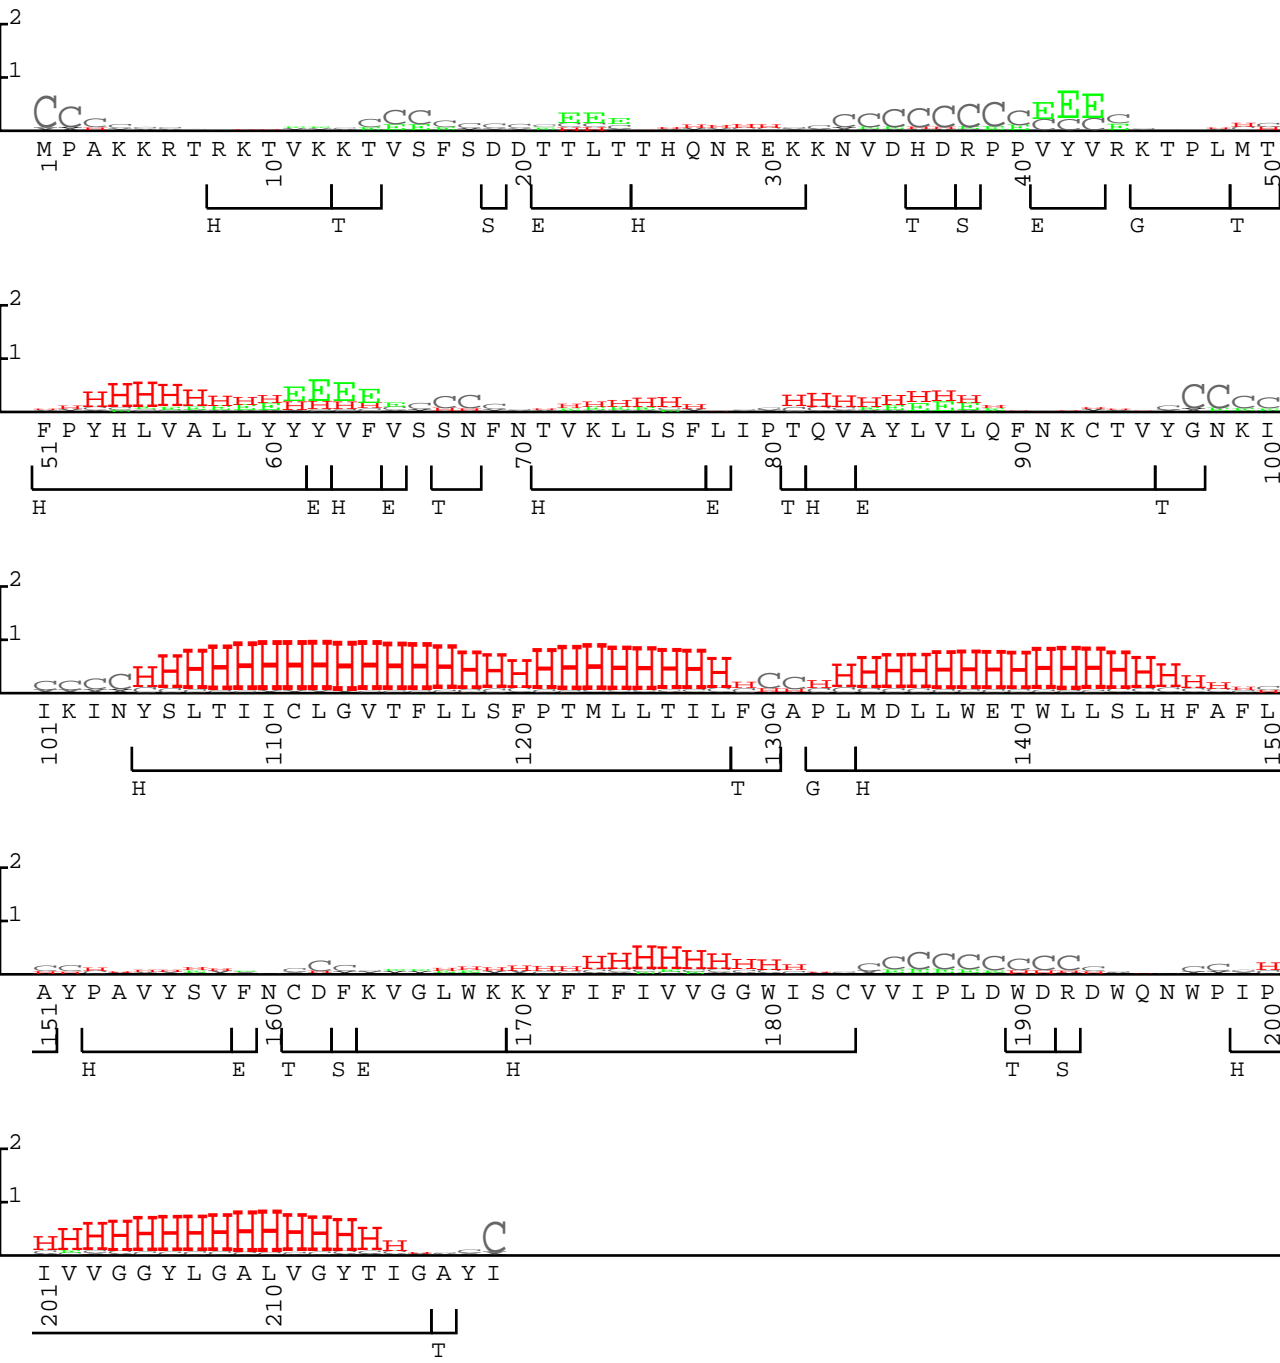 2
1
C C C C C C E E E C C C C C C C C E E E C
M P A K K R T R K T V K K T V S F S D D T T L T T H Q N R E K K N V D H D R P P V Y V R K T P L M T
1 10 20 30 40 50
H T S E H T S E G T
2
1
H H H H H H H H E E E E C C H H H H H H H H H H H H C C C C
F P Y H L V A L L Y Y Y V F V S S N F N T V K L L S F L I P T Q V A Y L V L Q F N K C T V Y G N K I
51 60 70 80 90 100
H E H E T H E T H E T
2
1
C C C C H H H H H H H H H H H H H H H H H H H H H H H H H C C H H H H H H H H H H H H H H H H
I K I N Y S L T I I C L G V T F L L S F P T M L L T I L F G A P L M D L L W E T W L L S L H F A F L
101 110 120 130 140 150
H T G H
2
1
C C H C C H H H H H H H H H C C C C C C C C C
A Y P A V Y S V F N C D F K V G L W K K Y F I F I V V G G W I S C V V I P L D W D R D W Q N W P I P
151 160 170 180 190 200
H E T S E H T S H
2
1
H H H H H H H H H H H H H H H C
I V V G G Y L G A L V G Y T I G A Y I
201 210
T